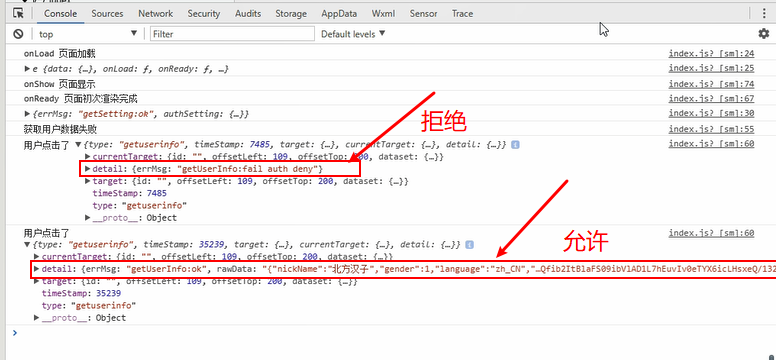 Console Sources Network Security Audits Storage AppData Wxml Sensor Trace
top Filter Default levels
onLoad 页面加载 index.js? [sm]:24
e {data: {…}, onLoad: ƒ, onReady: ƒ, …} index.js? [sm]:25
onShow 页面显示 index.js? [sm]:74
onReady 页面初次渲染完成 index.js? [sm]:67
{errMsg: "getSetting:ok", authSetting: {…}} index.js? [sm]:30
获取用户数据失败 index.js? [sm]:55
拒绝
用户点击了 {type: "getuserinfo", timeStamp: 7485, target: {…}, currentTarget: {…}, detail: {…}} index.js? [sm]:60
currentTarget: {id: "", offsetLeft: 109, offsetTop: 200, dataset: {…}}
detail: {errMsg: "getUserInfo:fail auth deny"}
target: {id: "", offsetLeft: 109, offsetTop: 200, dataset: {…}}
timeStamp: 7485
type: "getuserinfo"
__proto__: Object
用户点击了 index.js? [sm]:60
允许
{type: "getuserinfo", timeStamp: 35239, target: {…}, currentTarget: {…}, detail: {…}}
currentTarget: {id: "", offsetLeft: 109, offsetTop: 200, dataset: {…}}
detail: {errMsg: "getUserInfo:ok", rawData: "{"nickName":"北方汉子","gender":1,"language":"zh_CN","…Qfib2ItBlaFS09ibVlAD1L7hEuvIv0eTYX6icLHsxeQ/132
target: {id: "", offsetLeft: 109, offsetTop: 200, dataset: {…}}
timeStamp: 35239
type: "getuserinfo"
__proto__: Object